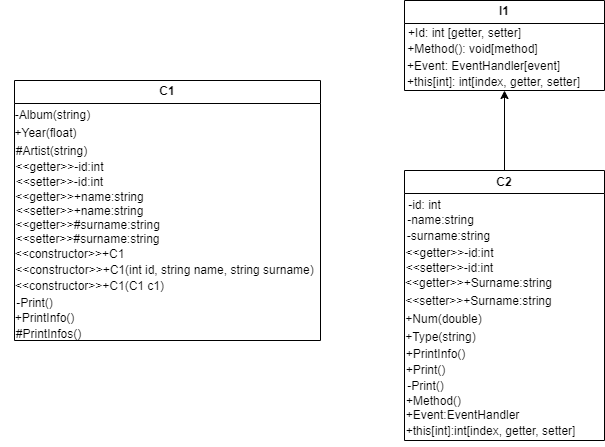 I1
+Id: int [getter, setter]
+Method(): void[method]
+Event: EventHandler[event]
+this[int]: int[index, getter, setter]
C1
-Album(string)
+Year(float)
#Artist(string)
<<getter>>-id:int
<<setter>>-id:int
<<getter>>+name:string
<<setter>>+name:string
<<getter>>#surname:string
<<setter>>#surname:string
<<constructor>>+C1
<<constructor>>+C1(int id, string name, string surname)
<<constructor>>+C1(C1 c1)
-Print()
+PrintInfo()
#PrintInfos()
C2
-id: int
-name:string
-surname:string
<<getter>>-id:int
<<setter>>-id:int
<<getter>>+Surname:string
<<setter>>+Surname:string
+Num(double)
+Type(string)
+PrintInfo()
+Print()
-Print()
+Method()
+Event:EventHandler
+this[int]:int[index, getter, setter]